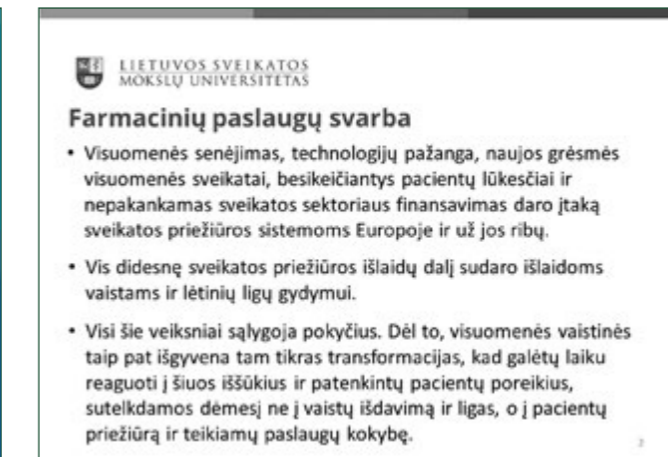 LIETUVOS SVEIKATOS
MOKSLŲ UNIVERSITETAS
Farmacinių paslaugų svarba
• Visuomenės senėjimas, technologijų pažanga, naujos grėsmės
visuomenės sveikatai, besikeičiantys pacientų lūkesčiai ir
nepakankamas sveikatos sektoriaus finansavimas daro įtaką
sveikatos priežiūros sistemoms Europoje ir už jos ribų.
• Vis didesnę sveikatos priežiūros išlaidų dalį sudaro išlaidoms
vaistams ir lėtinių ligų gydymui.
• Visi šie veiksniai sąlygoja pokyčius. Dėl to, visuomenės vaistinės
taip pat išgyvena tam tikras transformacijas, kad galėtų laiku
reaguoti į šiuos iššūkius ir patenkinti pacientų poreikius,
sutelkdamos dėmesį ne į vaistų išdavimą ir ligas, o į pacientų
priežiūrą ir teikiamų paslaugų kokybę.
2